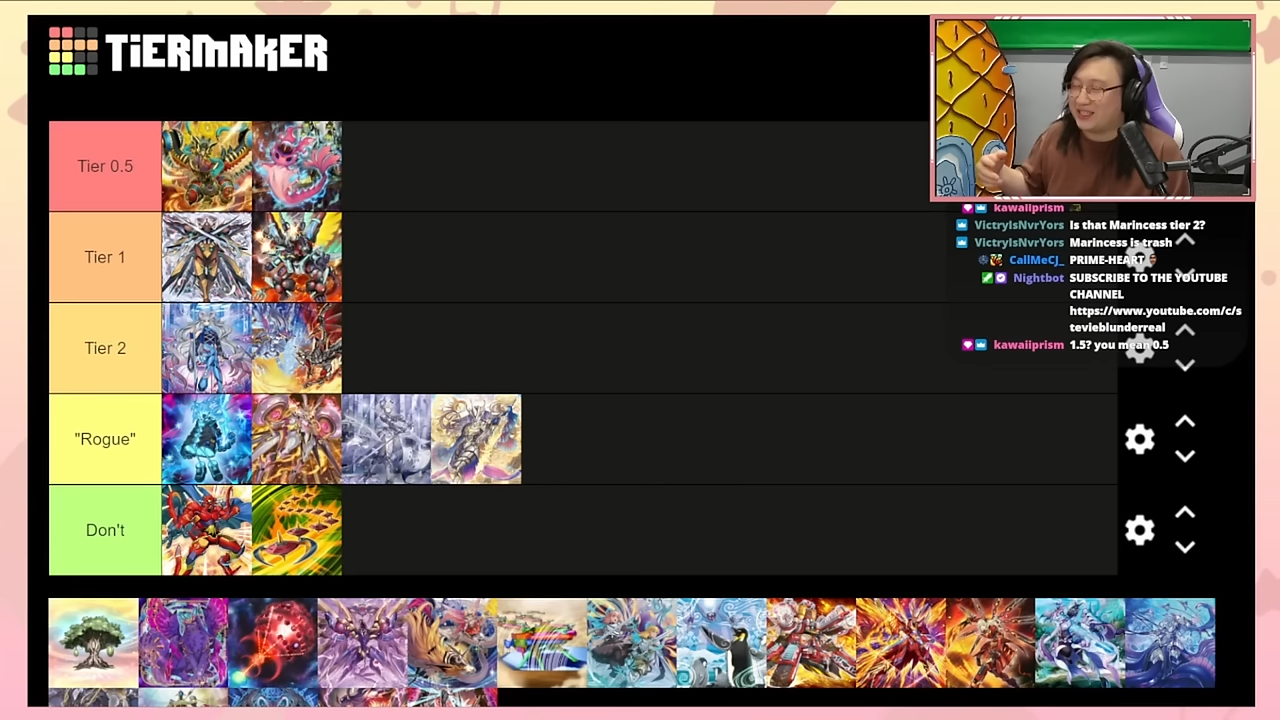 TiERMAKER
Tier 0.5
Tier 1
Tier 2
"Rogue"
Don't
kawaiiprism
VictryIsNvrYors Is that Marincess tier 2?
VictryIsNvrYors Marincess is trash
CallMeCJ_ PRIME-HEART
Nightbot SUBSCRIBE TO THE YOUTUBE
CHANNEL
https://www.youtube.com/c/s
tevieblunderreal
kawaiiprism 1.5? you mean 0.5